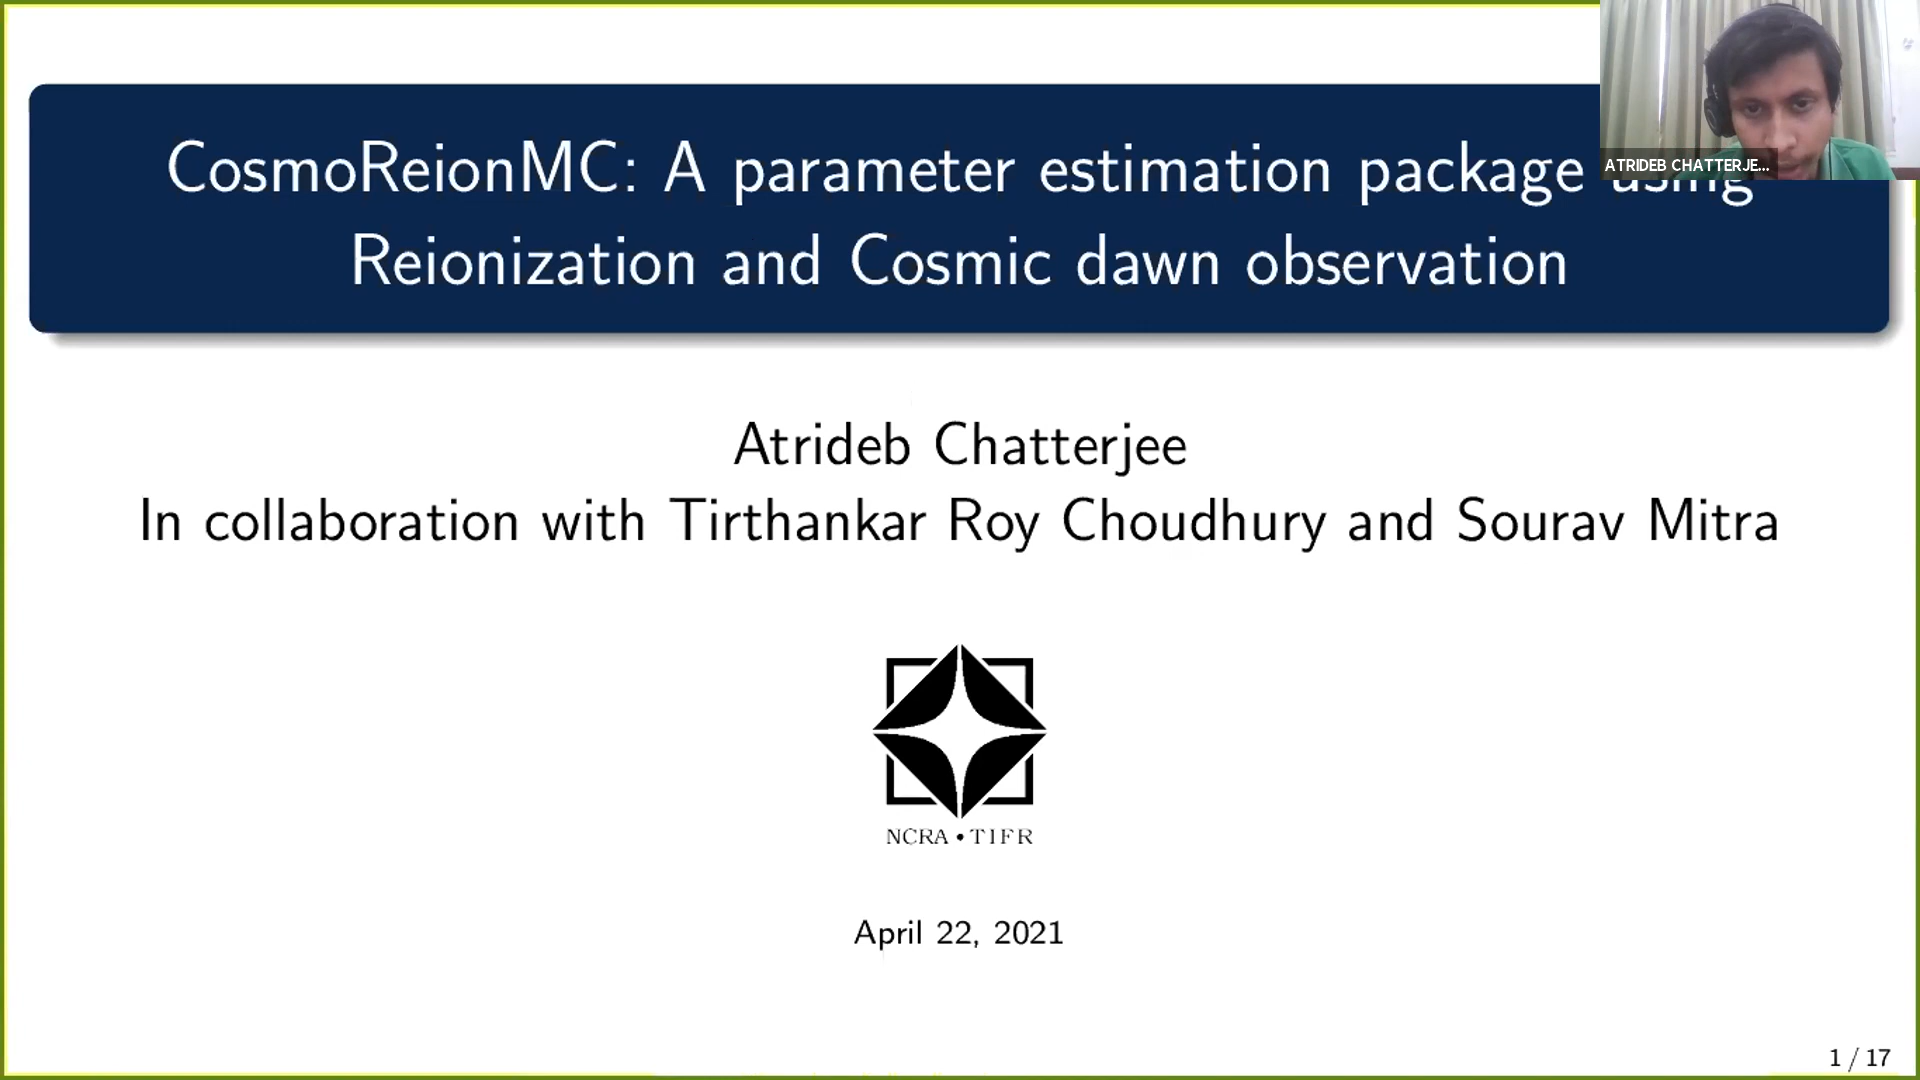 CosmoReionMC: A parameter estimation package using
ATRIDEB CHATTERJE...
Reionization and Cosmic dawn observation
Atrideb Chatterjee
In collaboration with Tirthankar Roy Choudhury and Sourav Mitra
NCRA • TIFR
April 22, 2021
1 / 17